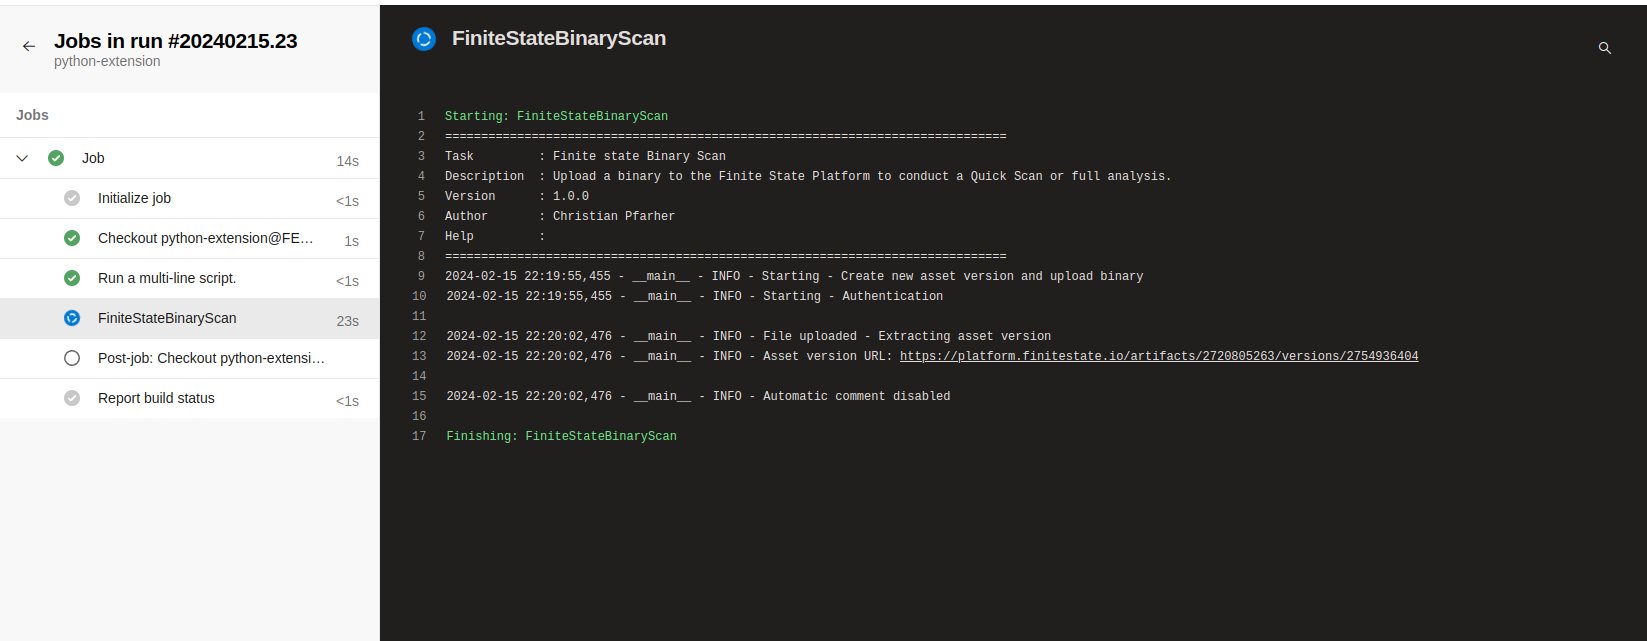 Jobs in run #20240215.23
python-extension
Jobs
Job 14s
Initialize job <1s
Checkout python-extension@FE... 1s
Run a multi-line script. <1s
FiniteStateBinaryScan 23s
Post-job: Checkout python-extensi...
Report build status <1s
FiniteStateBinaryScan
1 Starting: FiniteStateBinaryScan
2 ==============================================================================
3 Task         : Finite state Binary Scan
4 Description  : Upload a binary to the Finite State Platform to conduct a Quick Scan or full analysis.
5 Version      : 1.0.0
6 Author       : Christian Pfarher
7 Help         :
8 ==============================================================================
9 2024-02-15 22:19:55,455 - __main__ - INFO - Starting - Create new asset version and upload binary
10 2024-02-15 22:19:55,455 - __main__ - INFO - Starting - Authentication
11
12 2024-02-15 22:20:02,476 - __main__ - INFO - File uploaded - Extracting asset version
13 2024-02-15 22:20:02,476 - __main__ - INFO - Asset version URL: https://platform.finitestate.io/artifacts/2720805263/versions/2754936404
14
15 2024-02-15 22:20:02,476 - __main__ - INFO - Automatic comment disabled
16
17 Finishing: FiniteStateBinaryScan